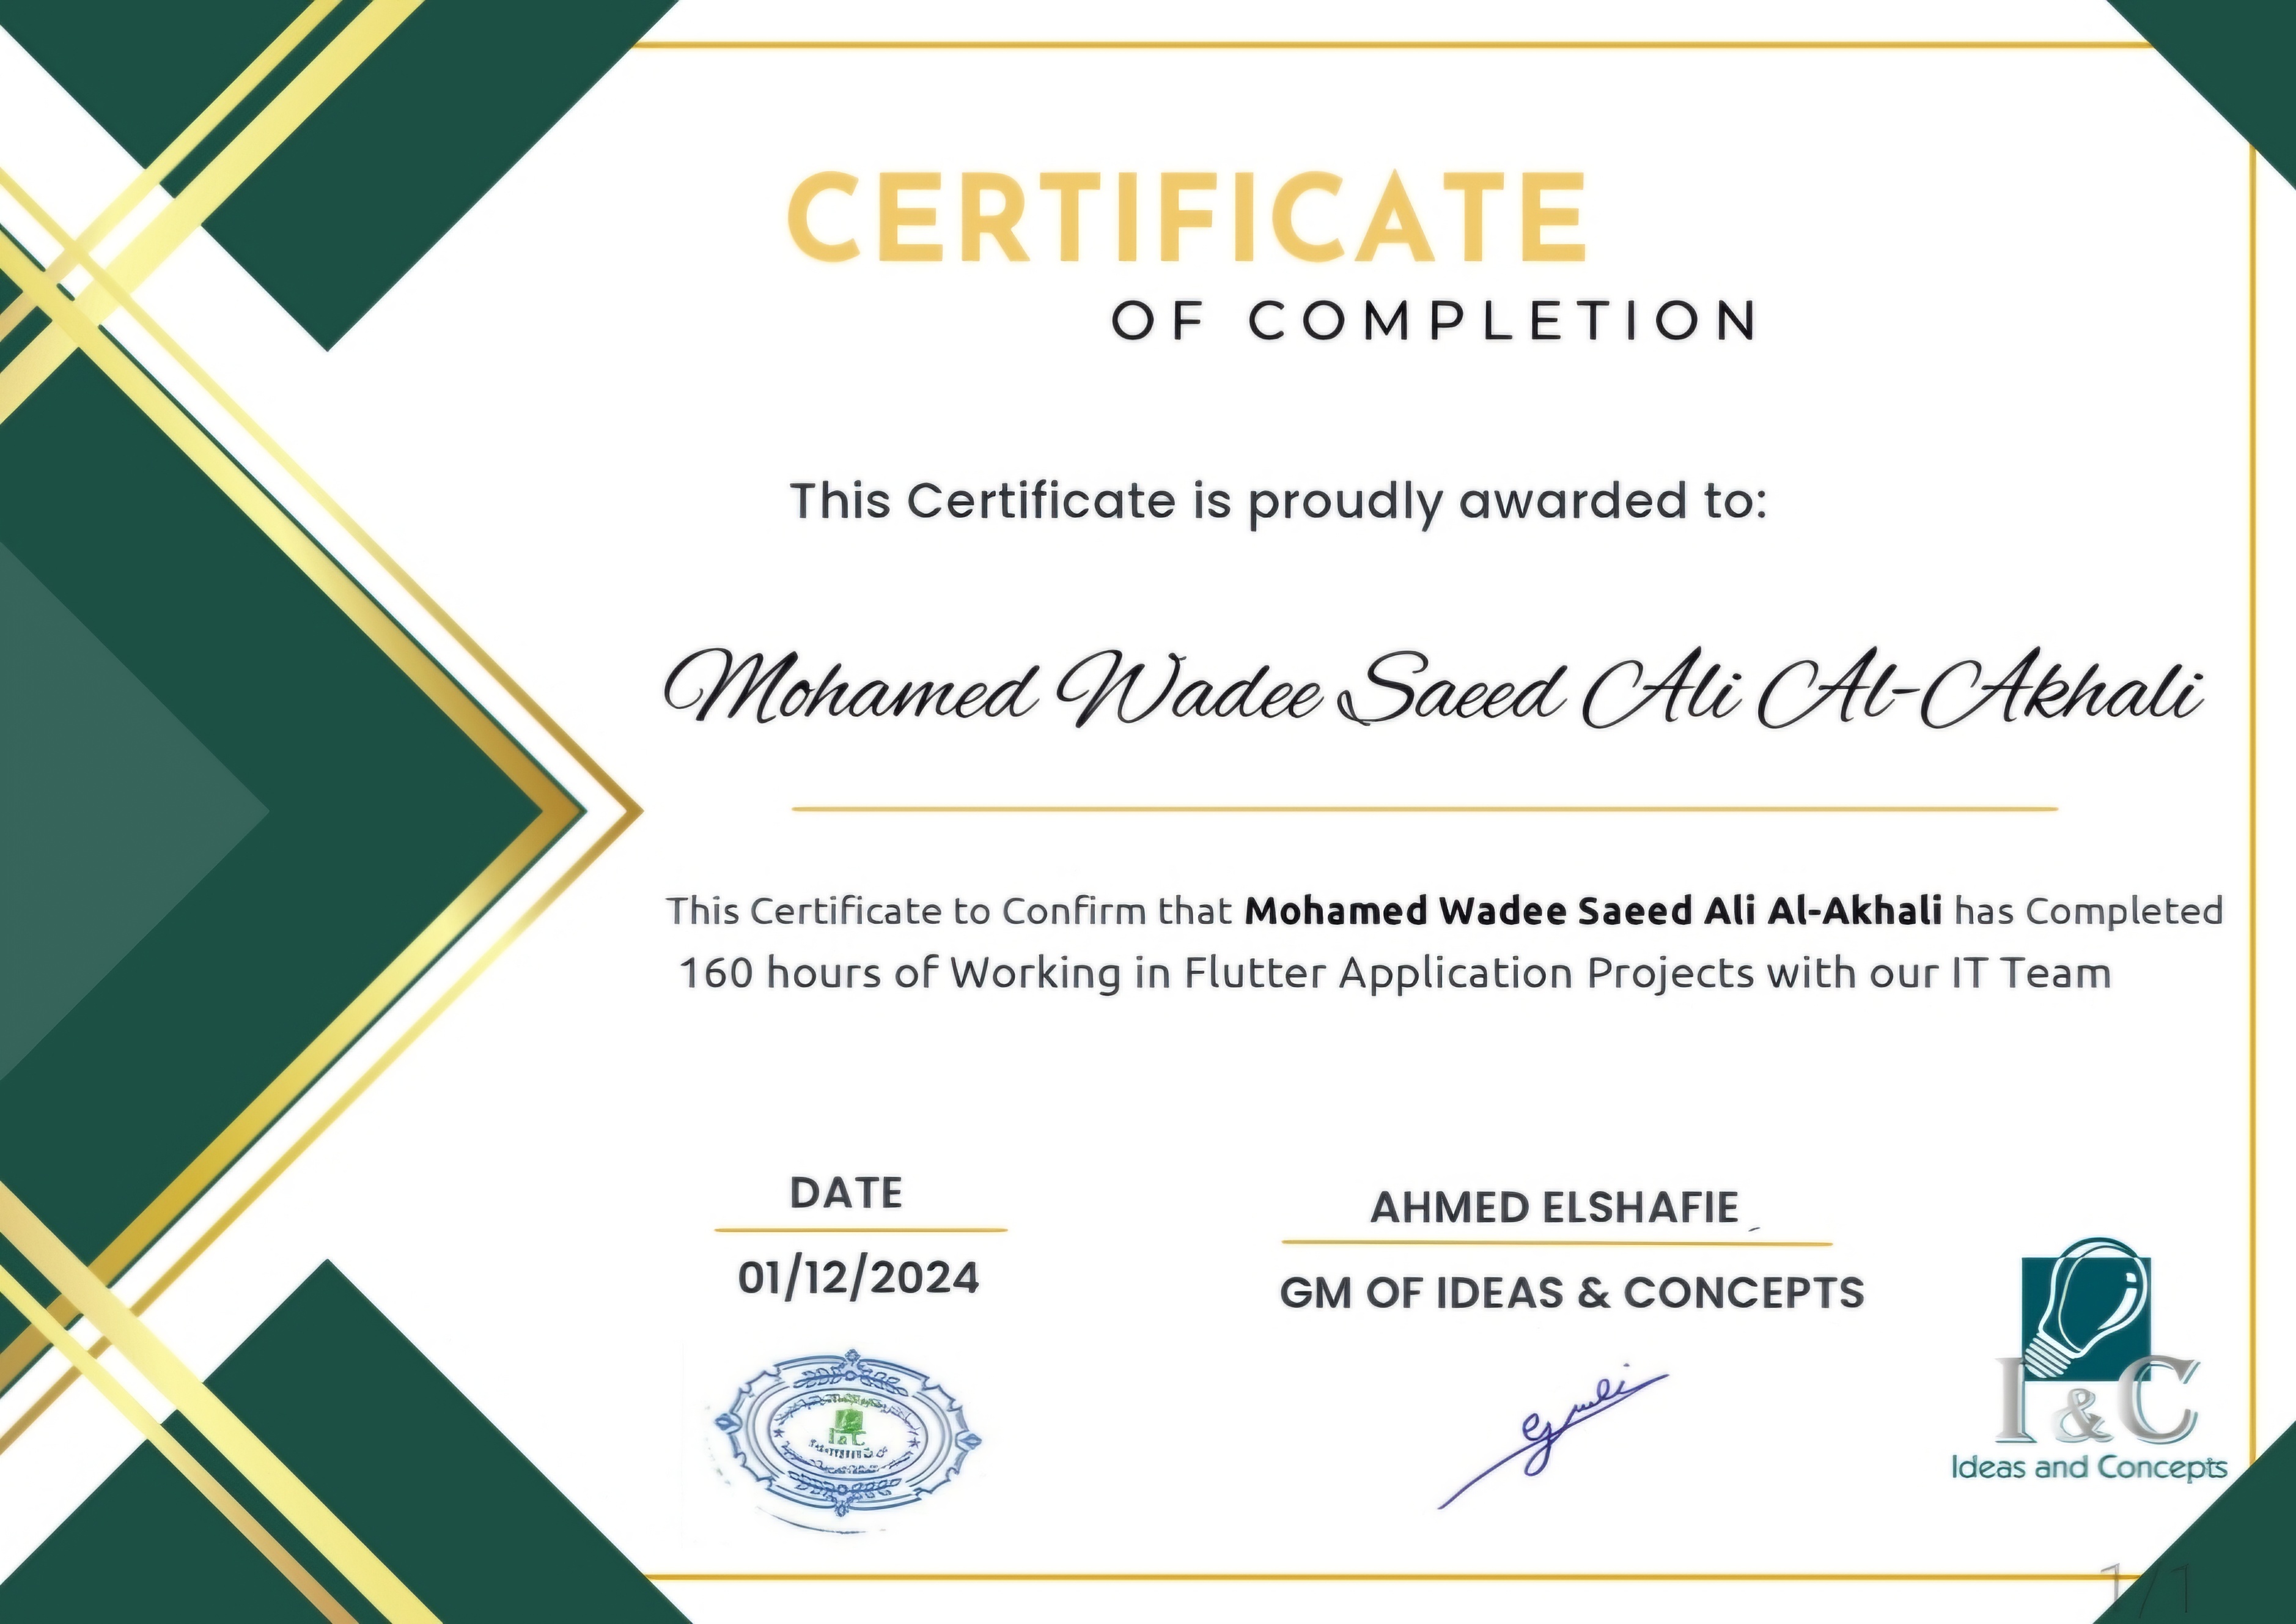 CERTIFICATE
OF COMPLETION
This Certificate is proudly awarded to:
Mohamed Wadee Saeed Ali Al-Akhali
This Certificate to Confirm that Mohamed Wadee Saeed Ali Al-Akhali has Completed
160 hours of Working in Flutter Application Projects with our IT Team
DATE
01/12/2024
AHMED ELSHAFIE
GM OF IDEAS & CONCEPTS
I&C
I & C
Ideas and Concepts
1/1